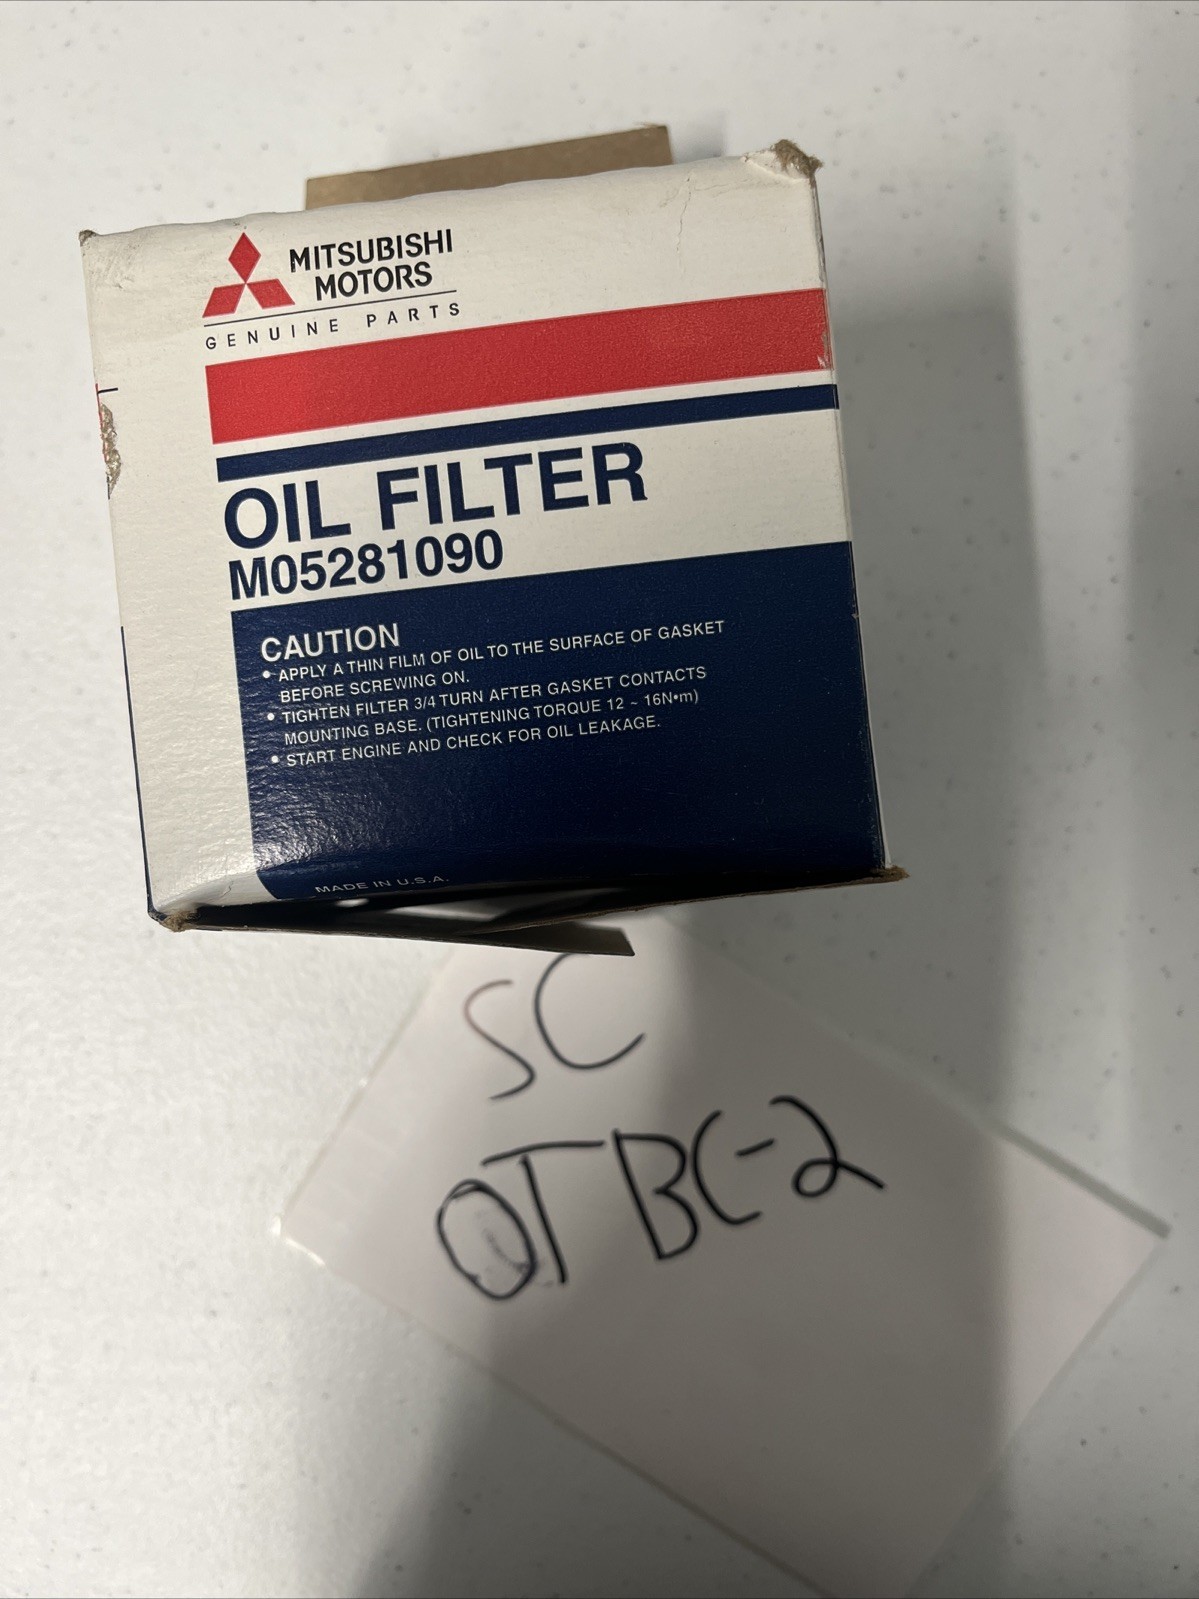 MITSUBISHI
MOTORS
GENUINE PARTS
OIL FILTER
M05281090
CAUTION
• APPLY A THIN FILM OF OIL TO THE SURFACE OF GASKET
BEFORE SCREWING ON.
• TIGHTEN FILTER 3/4 TURN AFTER GASKET CONTACTS
MOUNTING BASE. (TIGHTENING TORQUE 12 ~ 16N•m)
• START ENGINE AND CHECK FOR OIL LEAKAGE.
MADE IN U.S.A.
SC
OTBC-2